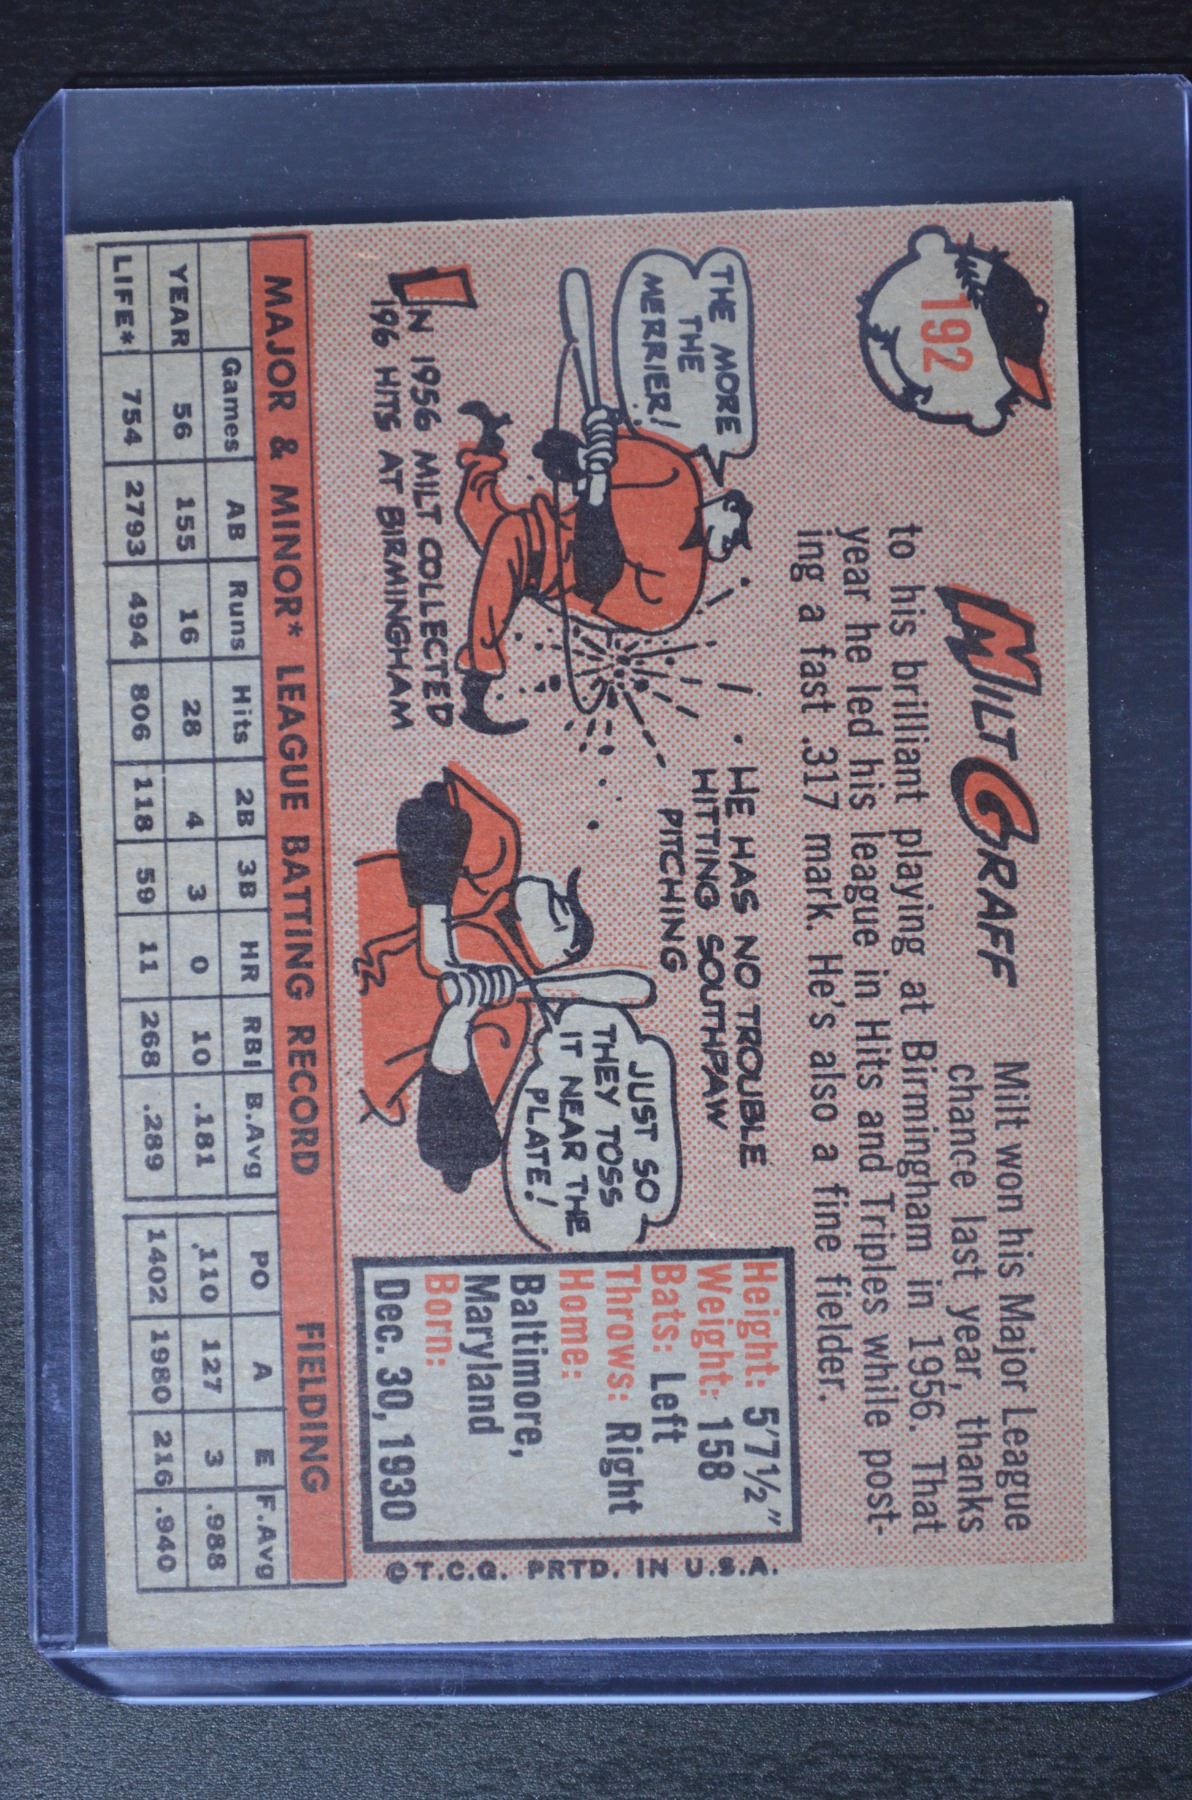 192
MILT GRAFF
Milt won his Major League
chance last year, thanks
to his brilliant playing at Birmingham in 1956. That
year he led his league in Hits and Triples while post-
ing a fast .317 mark. He's also a fine fielder.
THE MORE
THE
MERRIER!
IN 1956 MILT COLLECTED
196 HITS AT BIRMINGHAM
HE HAS NO TROUBLE
HITTING SOUTHPAW
PITCHING
JUST SO
THEY TOSS
IT NEAR THE
PLATE!
Height: 5'7½"
Weight: 158
Bats: Left
Throws: Right
Home:
Baltimore,
Maryland
Born:
Dec. 30, 1930
©T.C.G. PRTD. IN U.S.A.
MAJOR & MINOR* LEAGUE BATTING RECORD FIELDING
Games AB Runs Hits 2B 3B HR RBI B.Avg PO A E F.Avg
YEAR 56 155 16 28 4 3 0 10 .181 110 127 3 .988
LIFE* 754 2793 494 806 118 59 11 268 .289 1402 1980 216 .940